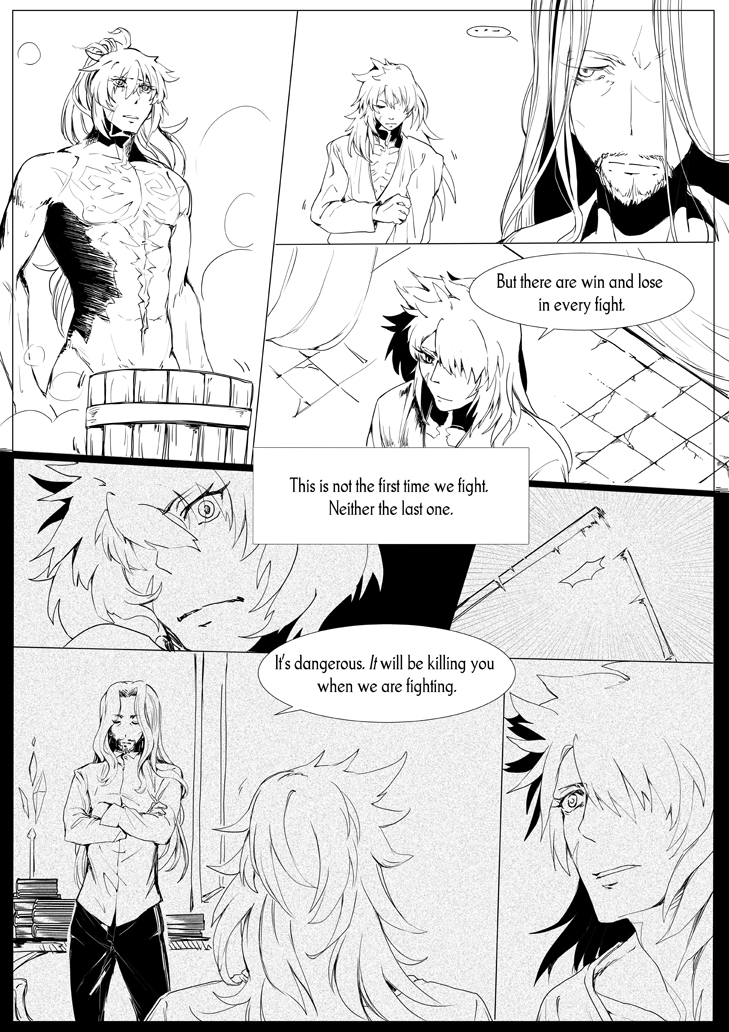 ....
But there are win and lose
in every fight.
This is not the first time we fight.
Neither the last one.
It's dangerous. It will be killing you
when we are fighting.